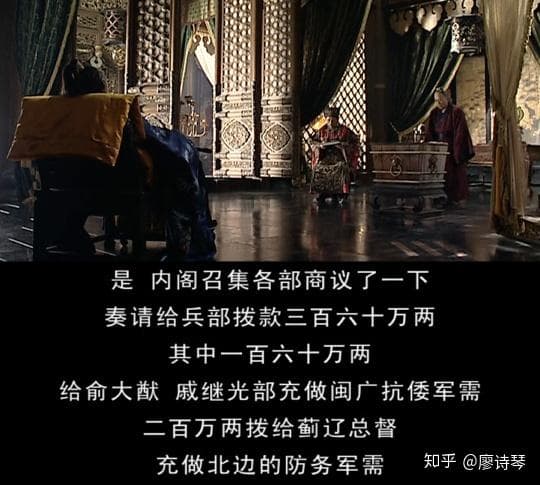 是 内阁召集各部商议了一下
奏请给兵部拨款三百六十万两
其中一百六十万两
给俞大猷 戚继光部充做闽广抗倭军需
二百万两拨给蓟辽总督
充做北边的防务军需
知乎 @廖诗琴